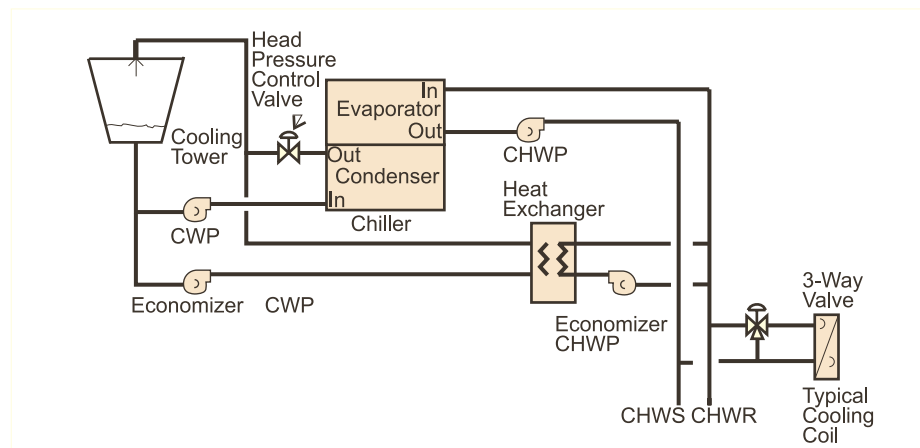 Head
Pressure
Control
Valve
In
Evaporator
Out
Cooling
Tower
CHWP
Out
Condenser
In
Heat
Exchanger
Chiller
CWP
3-Way
Valve
Economizer CWP
Economizer
CHWP
CHWS CHWR
Typical
Cooling
Coil